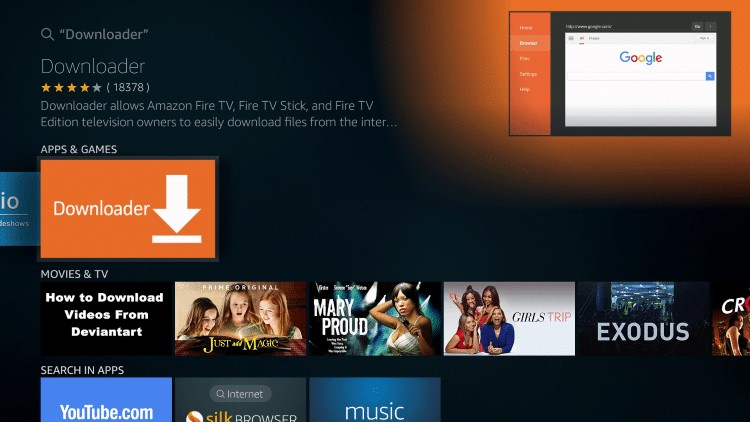 "Downloader"
Downloader
( 18378 )
Downloader allows Amazon Fire TV, Fire TV Stick, and Fire TV
Edition television owners to easily download files from the inter...
http://www.google.com/
Go
Home
Browser
Files
Settings
Help
Google
APPS & GAMES
io
deshows
Downloader
MOVIES & TV
How to Download
Videos From
Deviantart
PRIME ORIGINAL
Just add MAGIC
MARY
PROUD
GIRLS TRIP
EXODUS
CRO
SEARCH IN APPS
YouTube.com
Internet
silk BROWSER
music